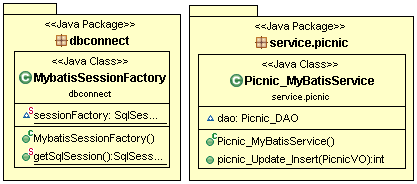 <<Java Package>>
dbconnect
<<Java Class>>
MybatisSessionFactory
dbconnect
sessionFactory: SqlSes...
MybatisSessionFactory()
getSqlSession():SqlSess...
<<Java Package>>
service.picnic
<<Java Class>>
Picnic_MyBatisService
service.picnic
dao: Picnic_DAO
Picnic_MyBatisService()
picnic_Update_Insert(PicnicVO):int